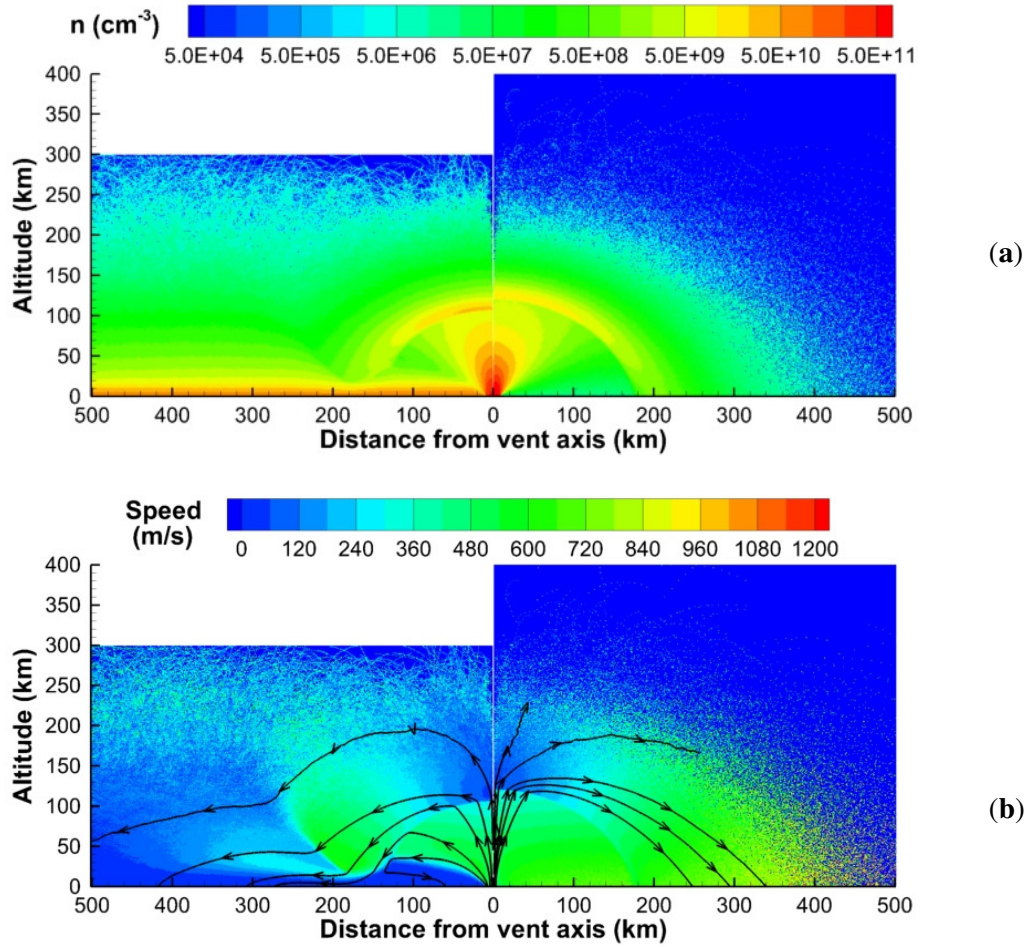 n (cm-3)
5.0E+04 5.0E+05 5.0E+06 5.0E+07 5.0E+08 5.0E+09 5.0E+10 5.0E+11
400
350
300
250
200
150
100
50
0
Altitude (km)
500 400 300 200 100 0 100 200 300 400 500
Distance from vent axis (km)
(a)
Speed
(m/s)
0 120 240 360 480 600 720 840 960 1080 1200
400
350
300
250
200
150
100
50
0
Altitude (km)
500 400 300 200 100 0 100 200 300 400 500
Distance from vent axis (km)
(b)